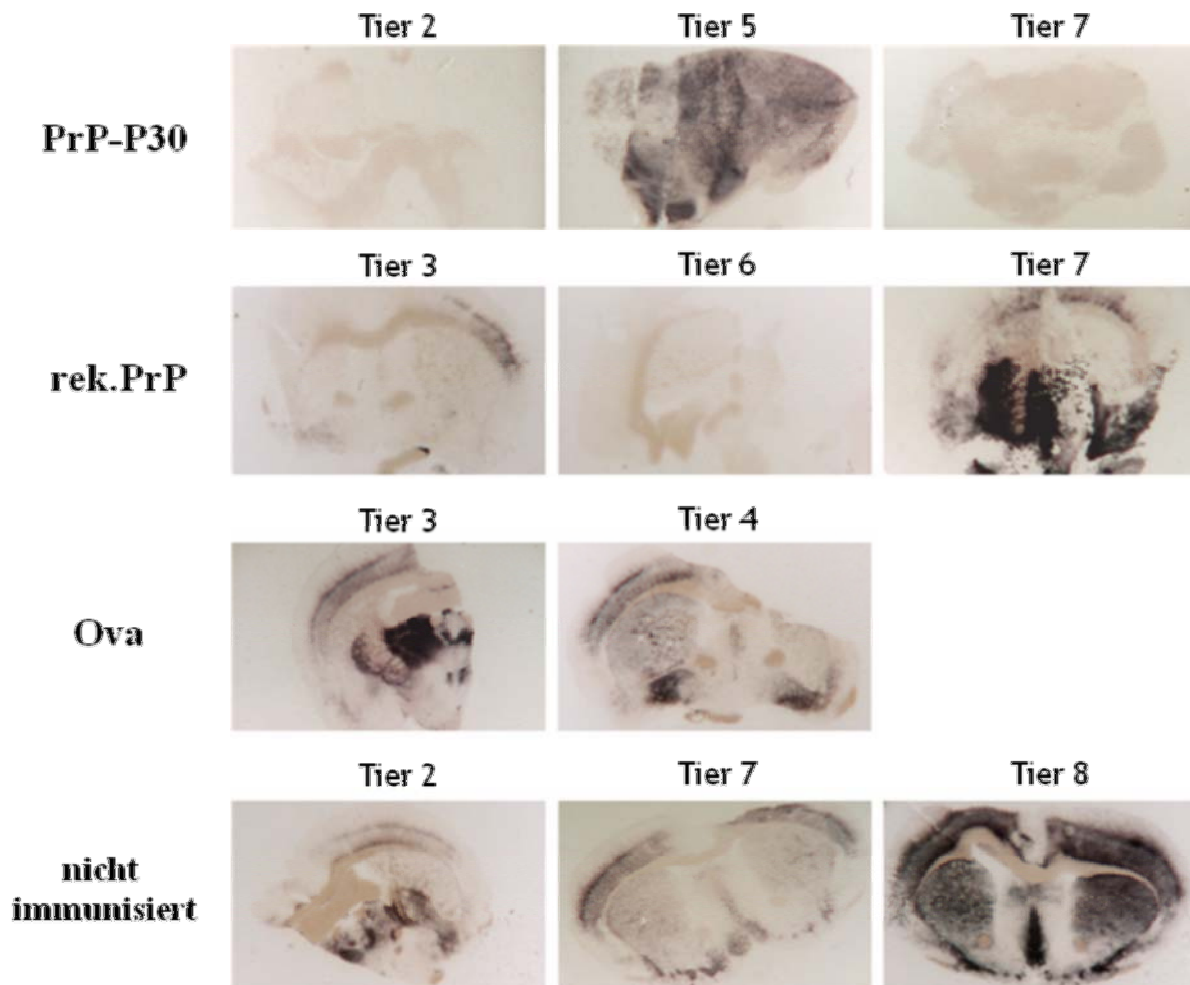 Tier 2 Tier 5 Tier 7
PrP-P30
Tier 3 Tier 6 Tier 7
rek.PrP
Tier 3 Tier 4
Ova
Tier 2 Tier 7 Tier 8
nicht
immunisiert